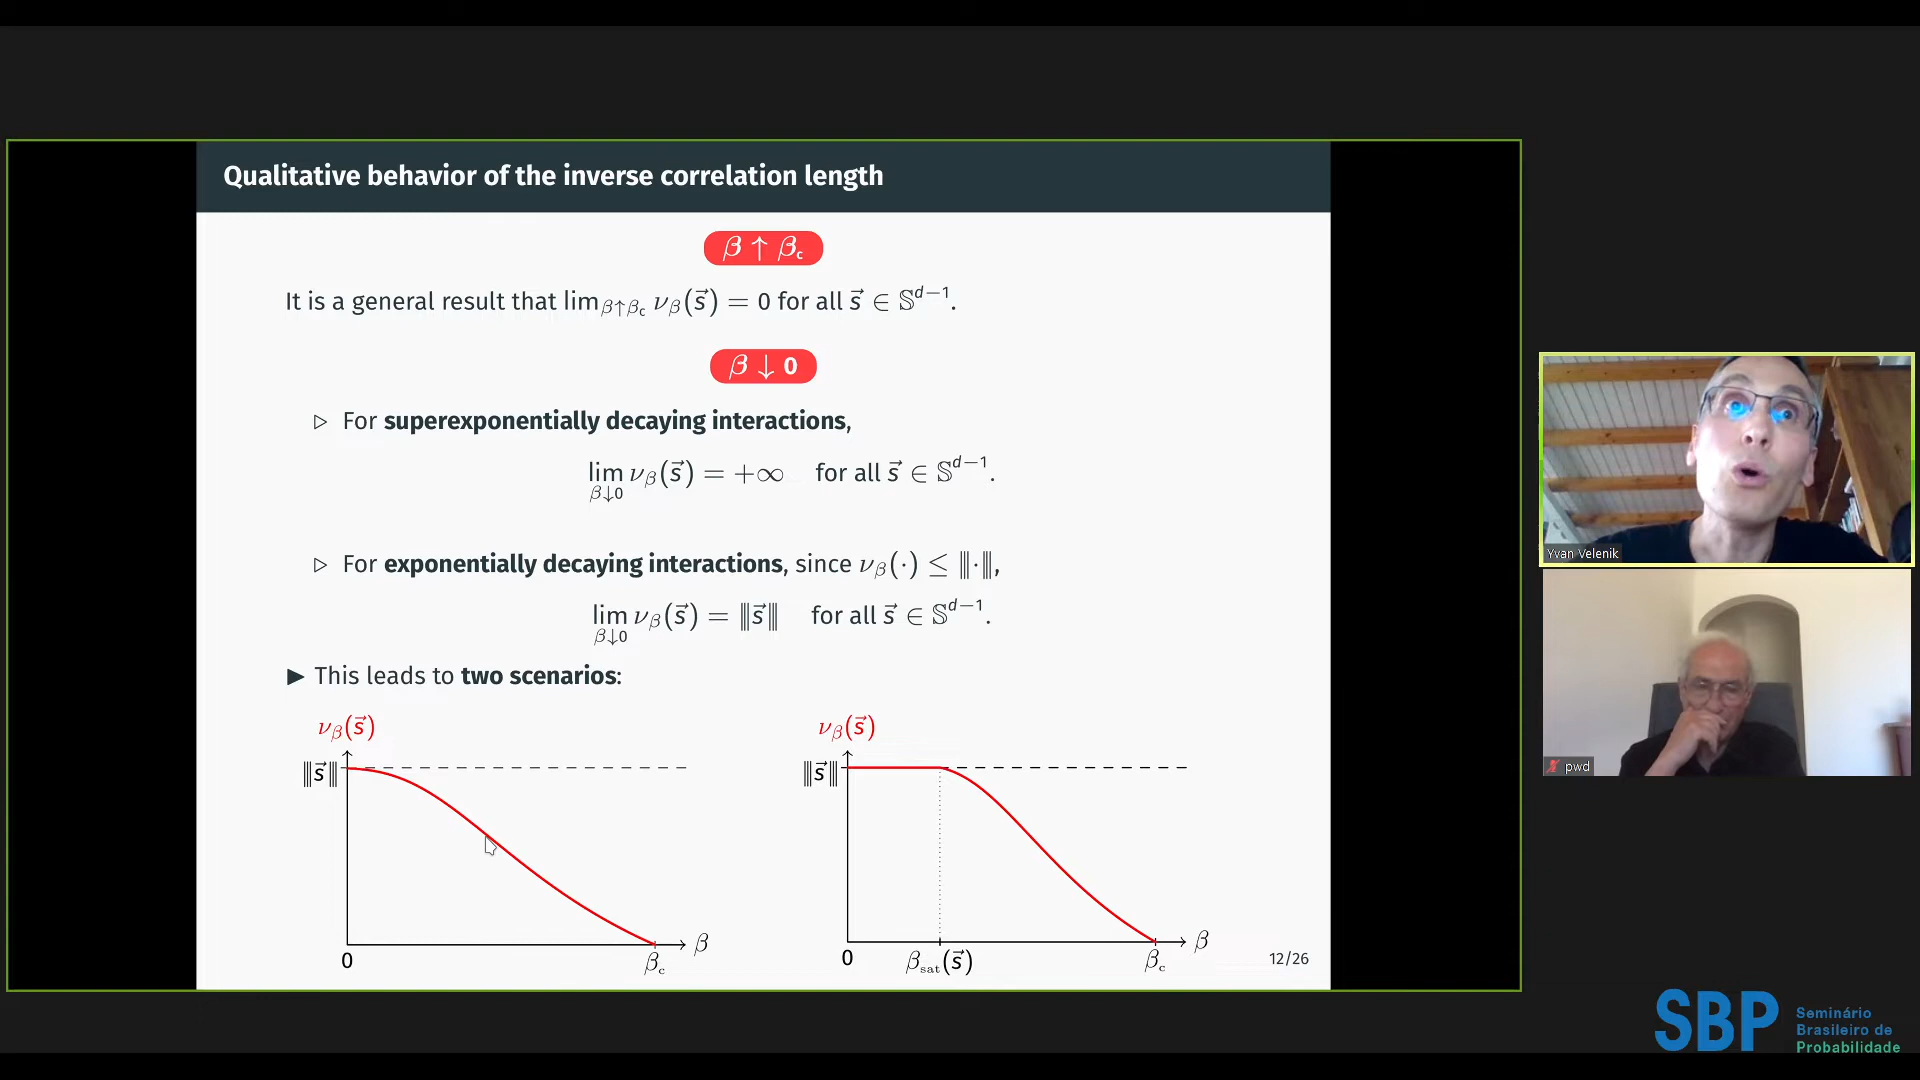 Qualitative behavior of the inverse correlation length
β ↑ β_c
It is a general result that lim_{β↑β_c} ν_β(s⃗) = 0 for all s⃗ ∈ 𝕊^{d−1}.
β ↓ 0
▷ For superexponentially decaying interactions,
lim_{β↓0} ν_β(s⃗) = +∞ for all s⃗ ∈ 𝕊^{d−1}.
▷ For exponentially decaying interactions, since ν_β(·) ≤ ⦀·⦀,
lim_{β↓0} ν_β(s⃗) = ⦀s⃗⦀ for all s⃗ ∈ 𝕊^{d−1}.
▶ This leads to two scenarios:
ν_β(s⃗)
⦀s⃗⦀
0
β_c
β
ν_β(s⃗)
⦀s⃗⦀
0
β_sat(s⃗)
β_c
β
12/26
Yvan Velenik
pwd
SBP
Seminário
Brasileiro de
Probabilidade